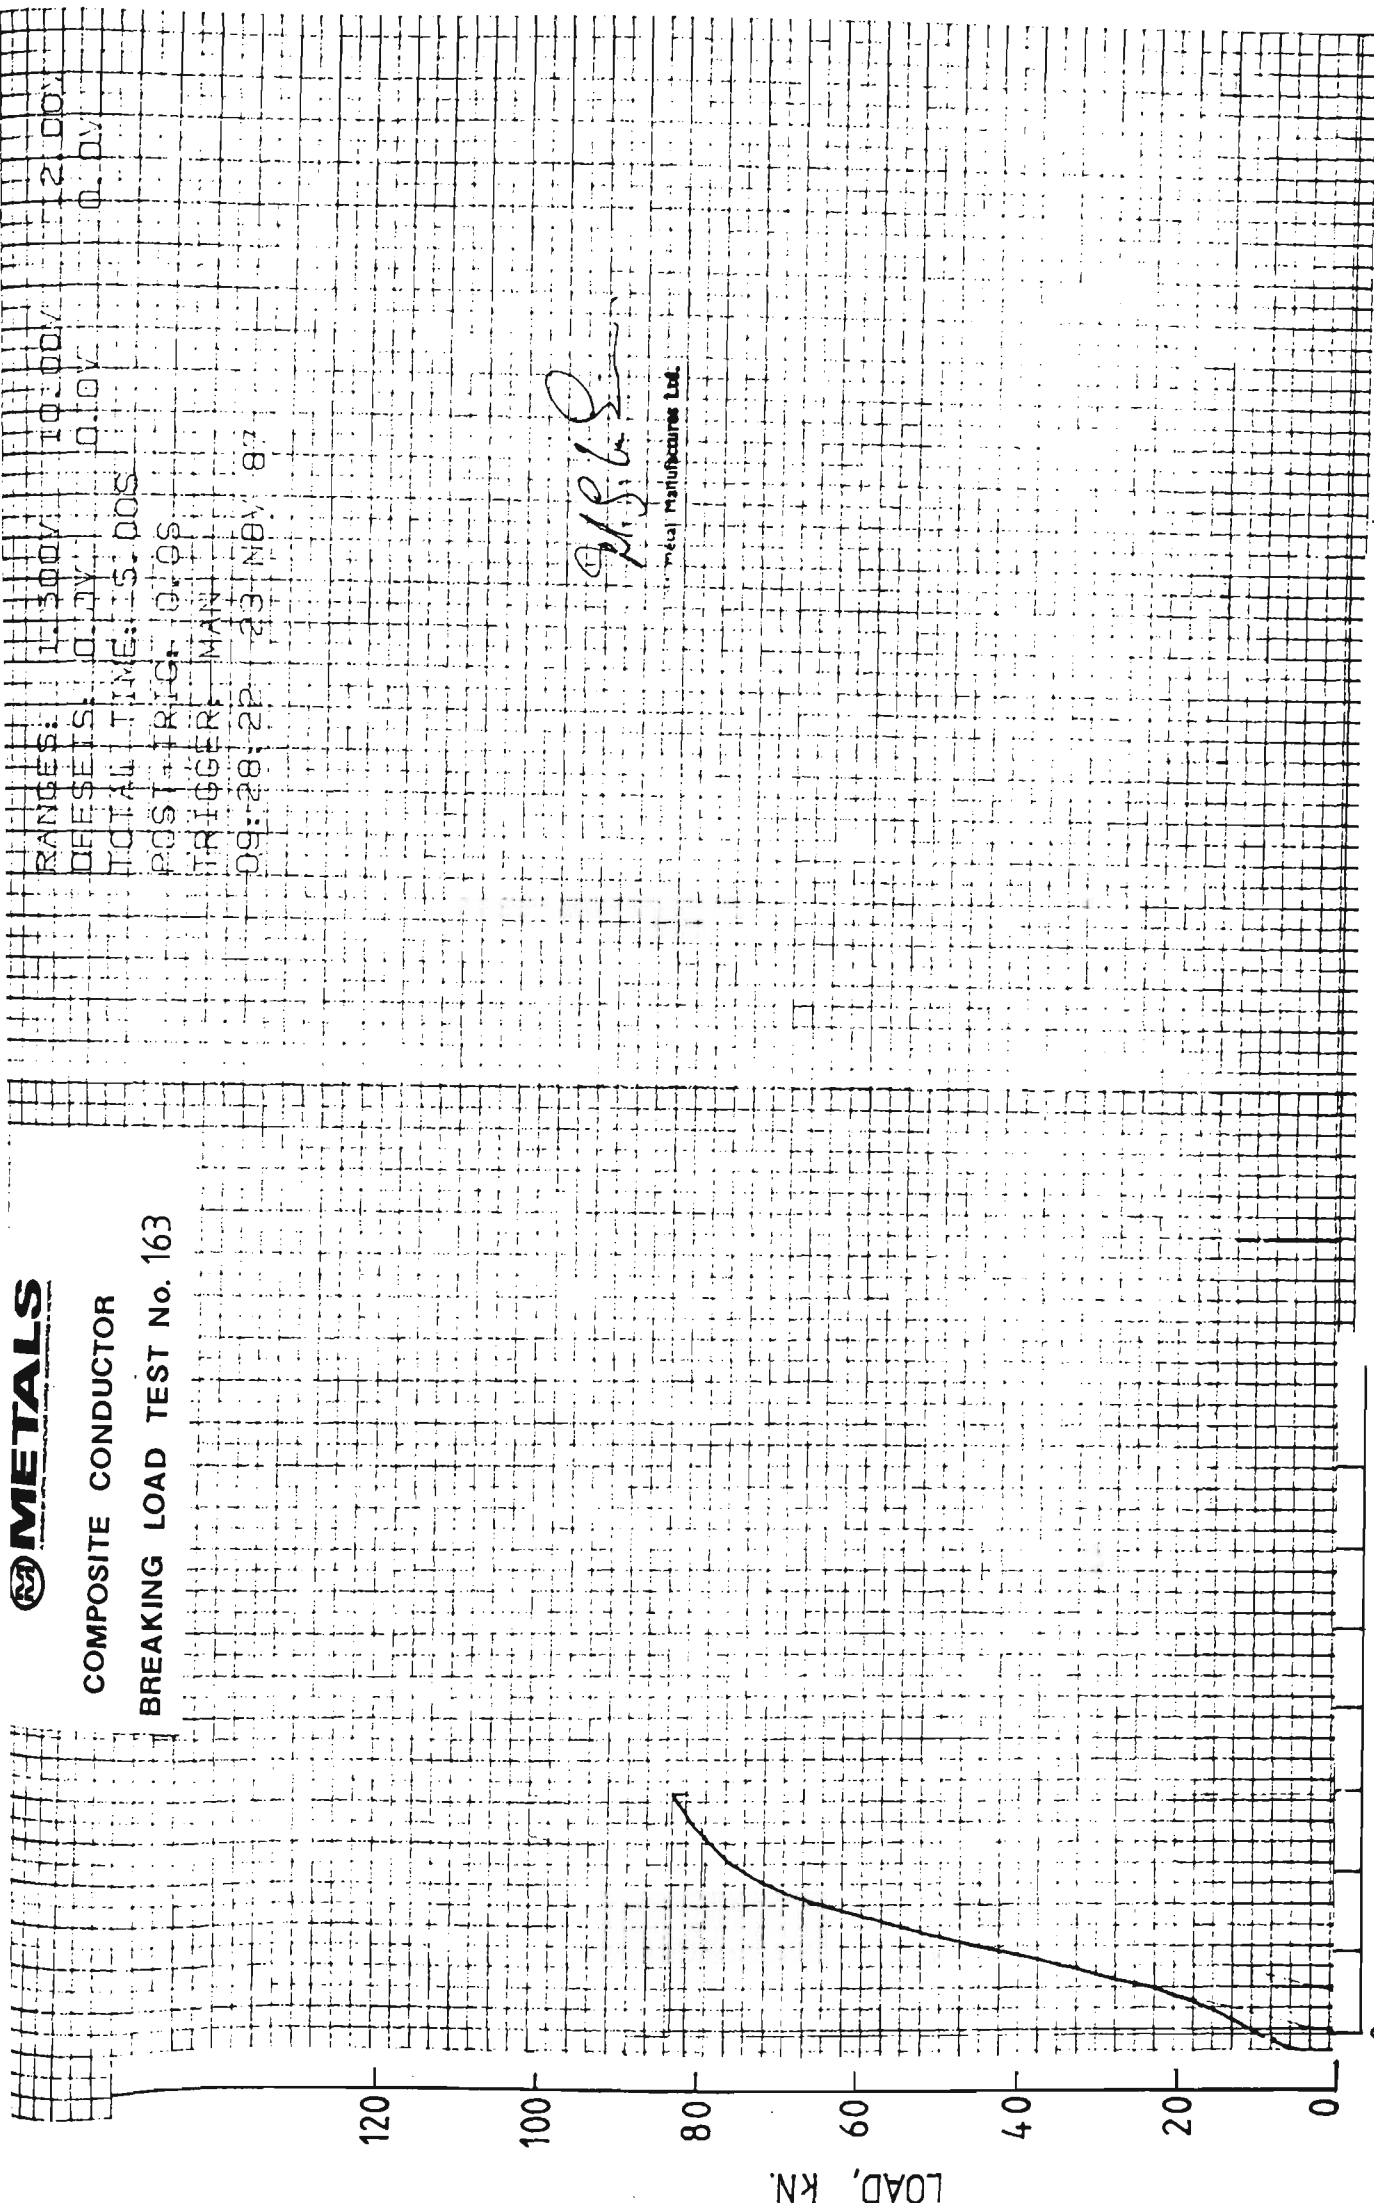 METALS
COMPOSITE CONDUCTOR
BREAKING LOAD TEST No. 163
RANGES: 1.500V 10.00V 2.00V
OFFSETS: 0.0V 0.0V 0.0V
TOTAL TIME: 5.00S
POST-TRIG: 0.0S
TRIGGER: MAN
09:28:22 23 NOV 87
Metal Manufactures Ltd.
120
100
80
60
40
20
0
LOAD, kN.